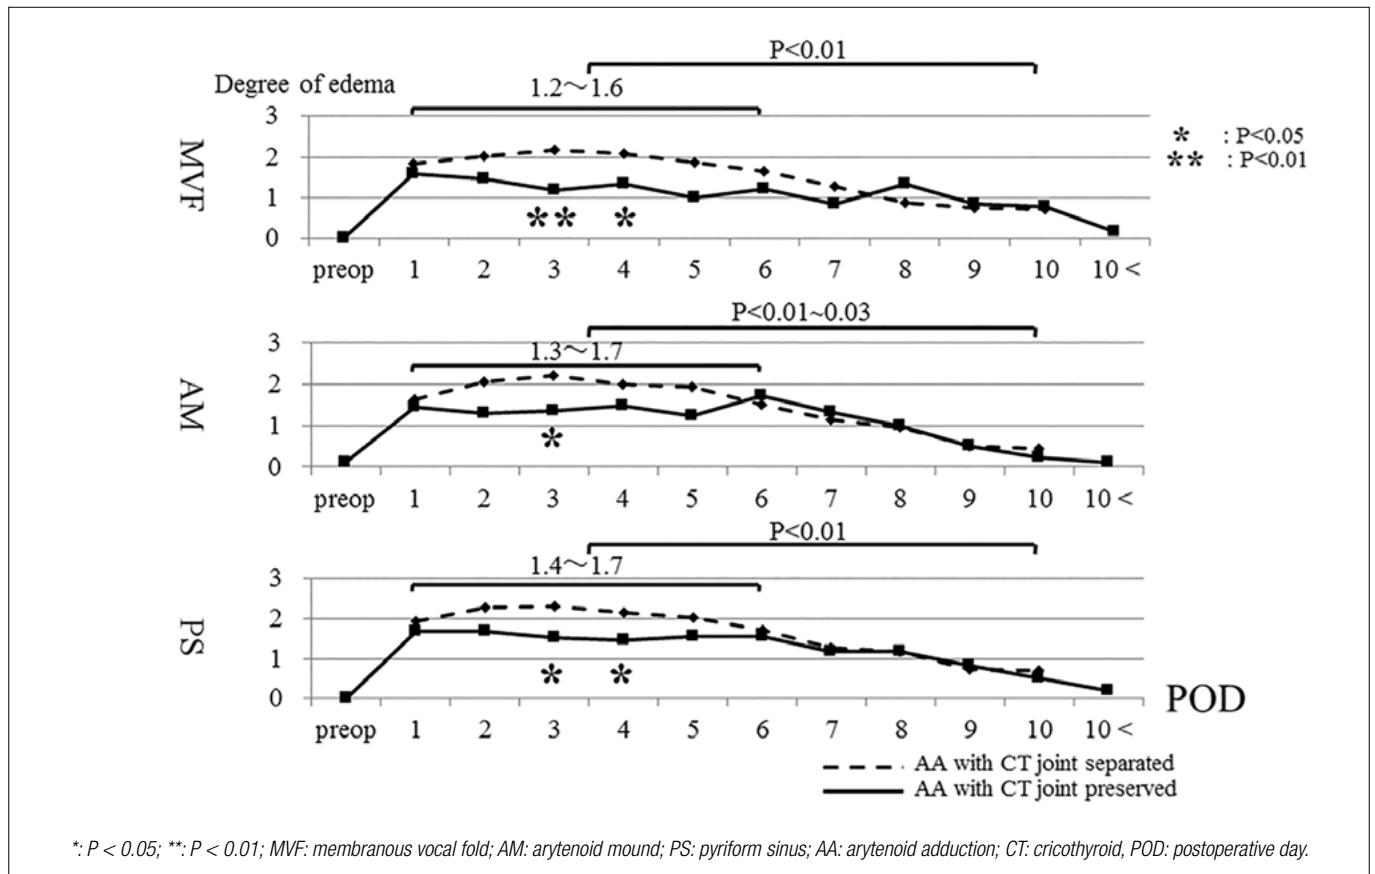 P<0.01
Degree of edema
1.2～1.6
MVF
3
2
1
0
* : P<0.05
** : P<0.01
** *
preop 1 2 3 4 5 6 7 8 9 10 10 <
P<0.01~0.03
1.3～1.7
AM
3
2
1
0
*
preop 1 2 3 4 5 6 7 8 9 10 10 <
P<0.01
1.4～1.7
PS
3
2
1
0
* *
POD
preop 1 2 3 4 5 6 7 8 9 10 10 <
AA with CT joint separated
AA with CT joint preserved
*: P < 0.05; **: P < 0.01; MVF: membranous vocal fold; AM: arytenoid mound; PS: pyriform sinus; AA: arytenoid adduction; CT: cricothyroid, POD: postoperative day.